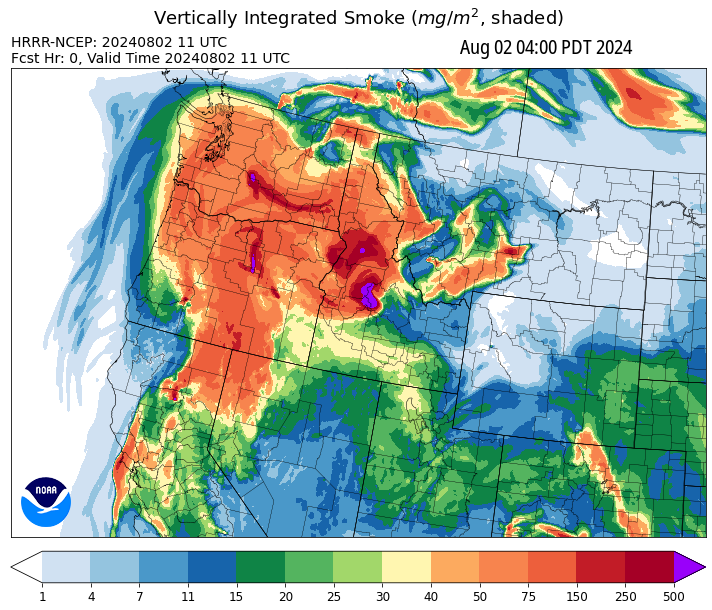 Vertically Integrated Smoke (mg/m², shaded)
HRRR-NCEP: 20240802 11 UTC
Aug 02 04:00 PDT 2024
Fcst Hr: 0, Valid Time 20240802 11 UTC
NOAA
1 4 7 11 15 20 25 30 40 50 75 150 250 500